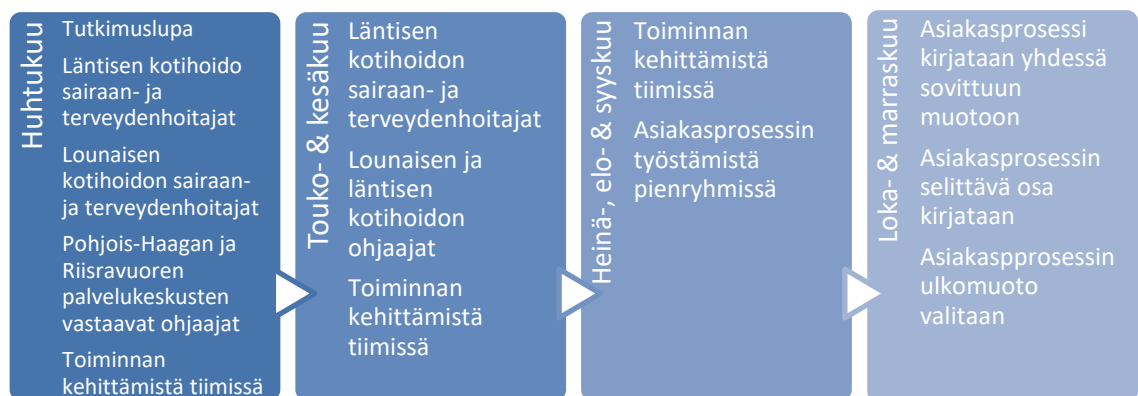 Huhtukuu
Tutkimuslupa
Läntisen kotihoido
sairaan- ja
terveydenhoitajat
Lounaisen
kotihoidon sairaan-
ja terveydenhoitajat
Pohjois-Haagan ja
Riisravuoren
palvelukeskusten
vastaavat ohjaajat
Toiminnan
kehittämistä tiimissä
Touko- & kesäkuu
Läntisen
kotihoidon
sairaan- ja
terveydenhoitajat
Lounaisen ja
läntisen
kotihoidon
ohjaajat
Toiminnan
kehittämistä
tiimissä
Heinä-, elo- & syyskuu
Toiminnan
kehittämistä
tiimissä
Asiakasprosessin
työstämistä
pienryhmissä
Loka- & marraskuu
Asiakasprosessi
kirjataan yhdessä
sovittuun
muotoon
Asiakasprosessin
selittävä osa
kirjataan
Asiakaspprosessin
ulkomuoto
valitaan